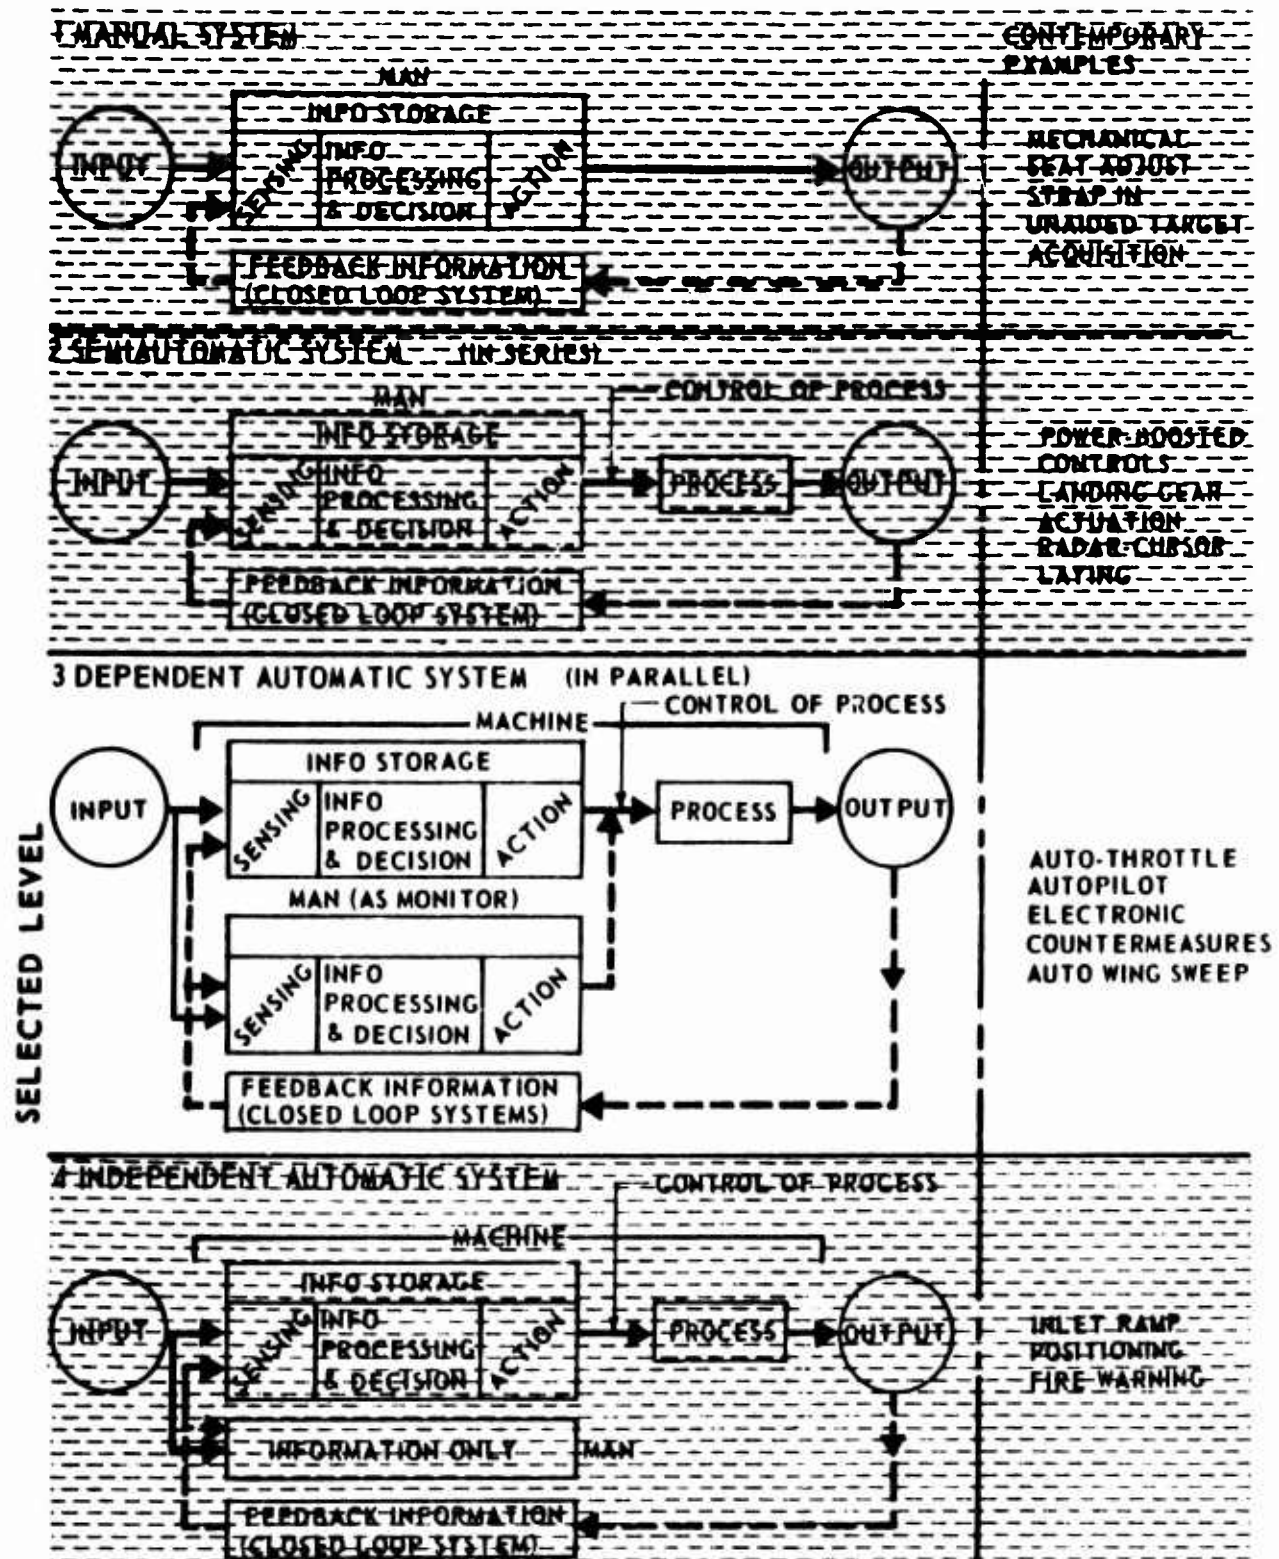 1 MANUAL SYSTEM
CONTEMPORARY
EXAMPLES
MAN
INFO STORAGE
INPUT
SENSING
INFO
PROCESSING
& DECISION
ACTION
OUTPUT
FEEDBACK INFORMATION
(CLOSED LOOP SYSTEM)
MECHANICAL
SEAT ADJUST
STRAP IN
UNAIDED TARGET
ACQUISITION
2 SEMIAUTOMATIC SYSTEM (IN SERIES)
CONTROL OF PROCESS
MAN
INFO STORAGE
INPUT
SENSING
INFO
PROCESSING
& DECISION
ACTION
PROCESS
OUTPUT
FEEDBACK INFORMATION
(CLOSED LOOP SYSTEM)
POWER-BOOSTED
CONTROLS
LANDING GEAR
ACTUATION
RADAR-CURSOR
LAYING
SELECTED LEVEL
3 DEPENDENT AUTOMATIC SYSTEM (IN PARALLEL)
CONTROL OF PROCESS
MACHINE
INFO STORAGE
INPUT
SENSING
INFO
PROCESSING
& DECISION
ACTION
PROCESS
OUTPUT
MAN (AS MONITOR)
SENSING
INFO
PROCESSING
& DECISION
ACTION
FEEDBACK INFORMATION
(CLOSED LOOP SYSTEMS)
AUTO-THROTTLE
AUTOPILOT
ELECTRONIC
COUNTERMEASURES
AUTO WING SWEEP
4 INDEPENDENT AUTOMATIC SYSTEM
CONTROL OF PROCESS
MACHINE
INFO STORAGE
INPUT
SENSING
INFO
PROCESSING
& DECISION
ACTION
PROCESS
OUTPUT
INFORMATION ONLY
MAN
FEEDBACK INFORMATION
(CLOSED LOOP SYSTEM)
INLET RAMP
POSITIONING
FIRE WARNING